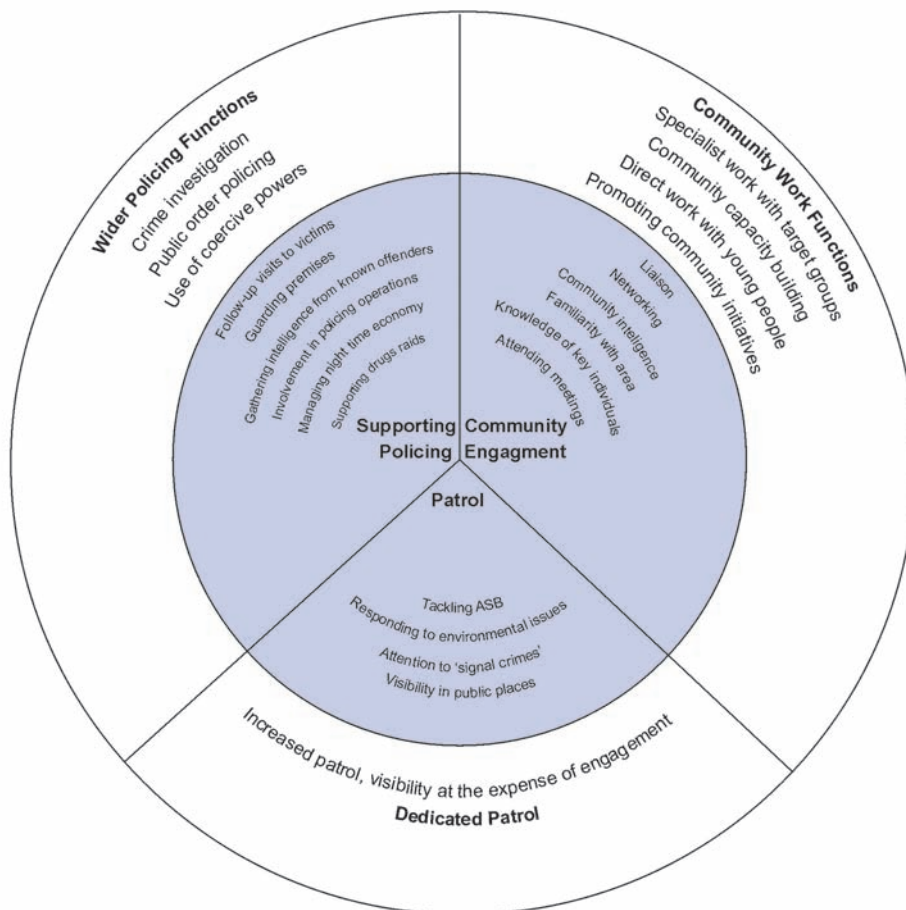 Wider Policing Functions
Crime investigation
Public order policing
Use of coercive powers
Community Work Functions
Specialist work with target groups
Community capacity building
Direct work with young people
Promoting community initiatives
Follow-up visits to victims
Guarding premises
Gathering intelligence from known offenders
Involvement in policing operations
Managing night time economy
Supporting drugs raids
Supporting
Policing
Liaison
Networking
Community inteligence
Familiarity with area
Knowledge of key individuals
Attending meetings
Community
Engagment
Patrol
Tackling ASB
Responding to environmental issues
Attention to ‘signal crimes’
Visibility in public places
Increased patrol, visibility at the expense of engagement
Dedicated Patrol